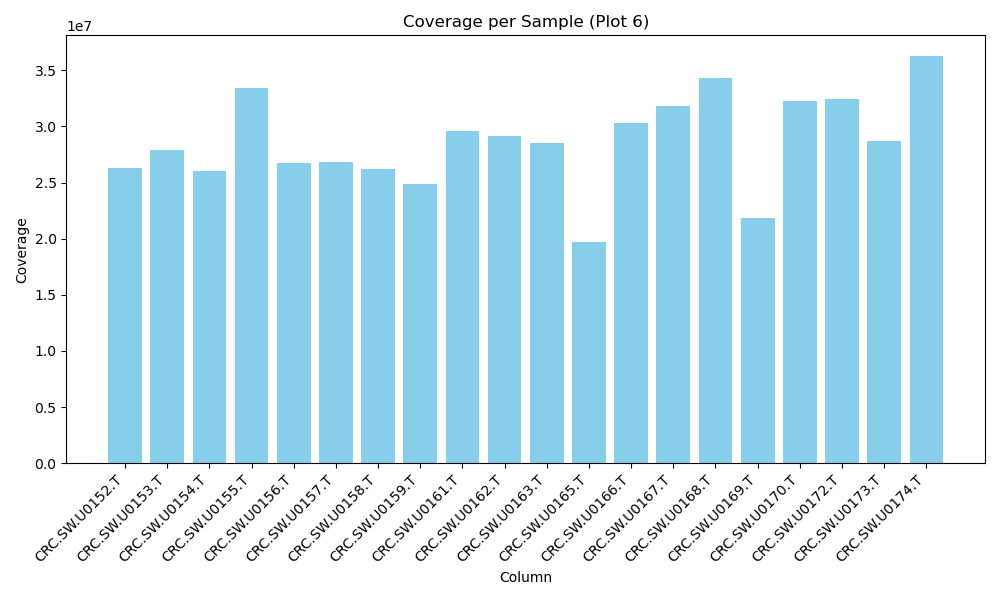 Coverage per Sample (Plot 6)
1e7
3.5
3.0
2.5
2.0
1.5
1.0
0.5
0.0
Coverage
CRC.SW.U0152.T
CRC.SW.U0153.T
CRC.SW.U0154.T
CRC.SW.U0155.T
CRC.SW.U0156.T
CRC.SW.U0157.T
CRC.SW.U0158.T
CRC.SW.U0159.T
CRC.SW.U0161.T
CRC.SW.U0162.T
CRC.SW.U0163.T
CRC.SW.U0165.T
CRC.SW.U0166.T
CRC.SW.U0167.T
CRC.SW.U0168.T
CRC.SW.U0169.T
CRC.SW.U0170.T
CRC.SW.U0172.T
CRC.SW.U0173.T
CRC.SW.U0174.T
Column